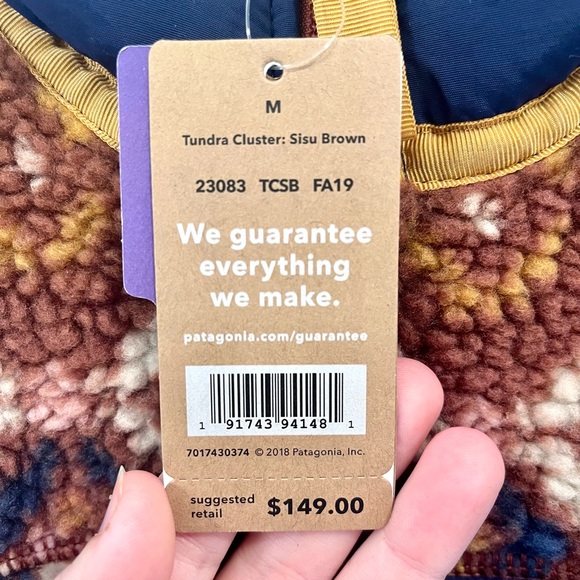 M
Tundra Cluster: Sisu Brown
23083 TCSB FA19
We guarantee
everything
we make.
patagonia.com/guarantee
1 91743 94148 1
7017430374 © 2018 Patagonia, Inc.
suggested
retail $149.00